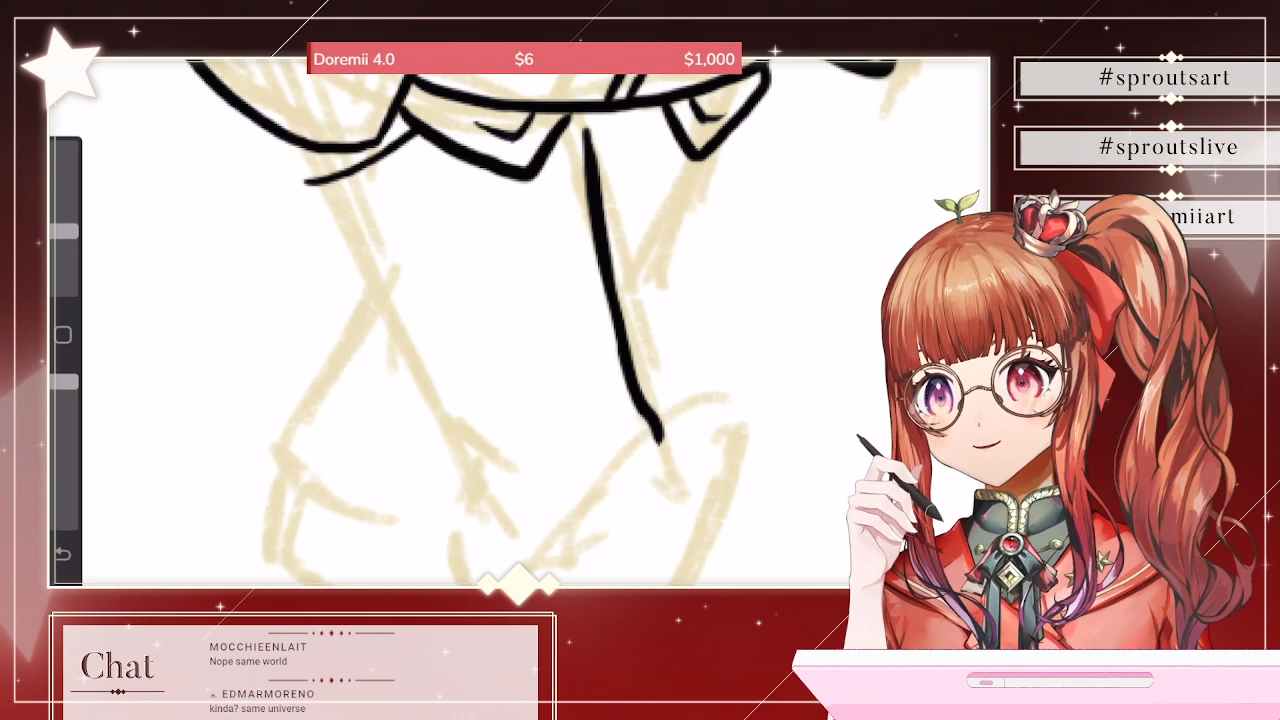 Doremii 4.0 $6 $1,000
#sproutsart
#sproutslive
miiart
Chat
MOCCHIEENLAIT
Nope same world
EDMARMORENO
kinda? same universe